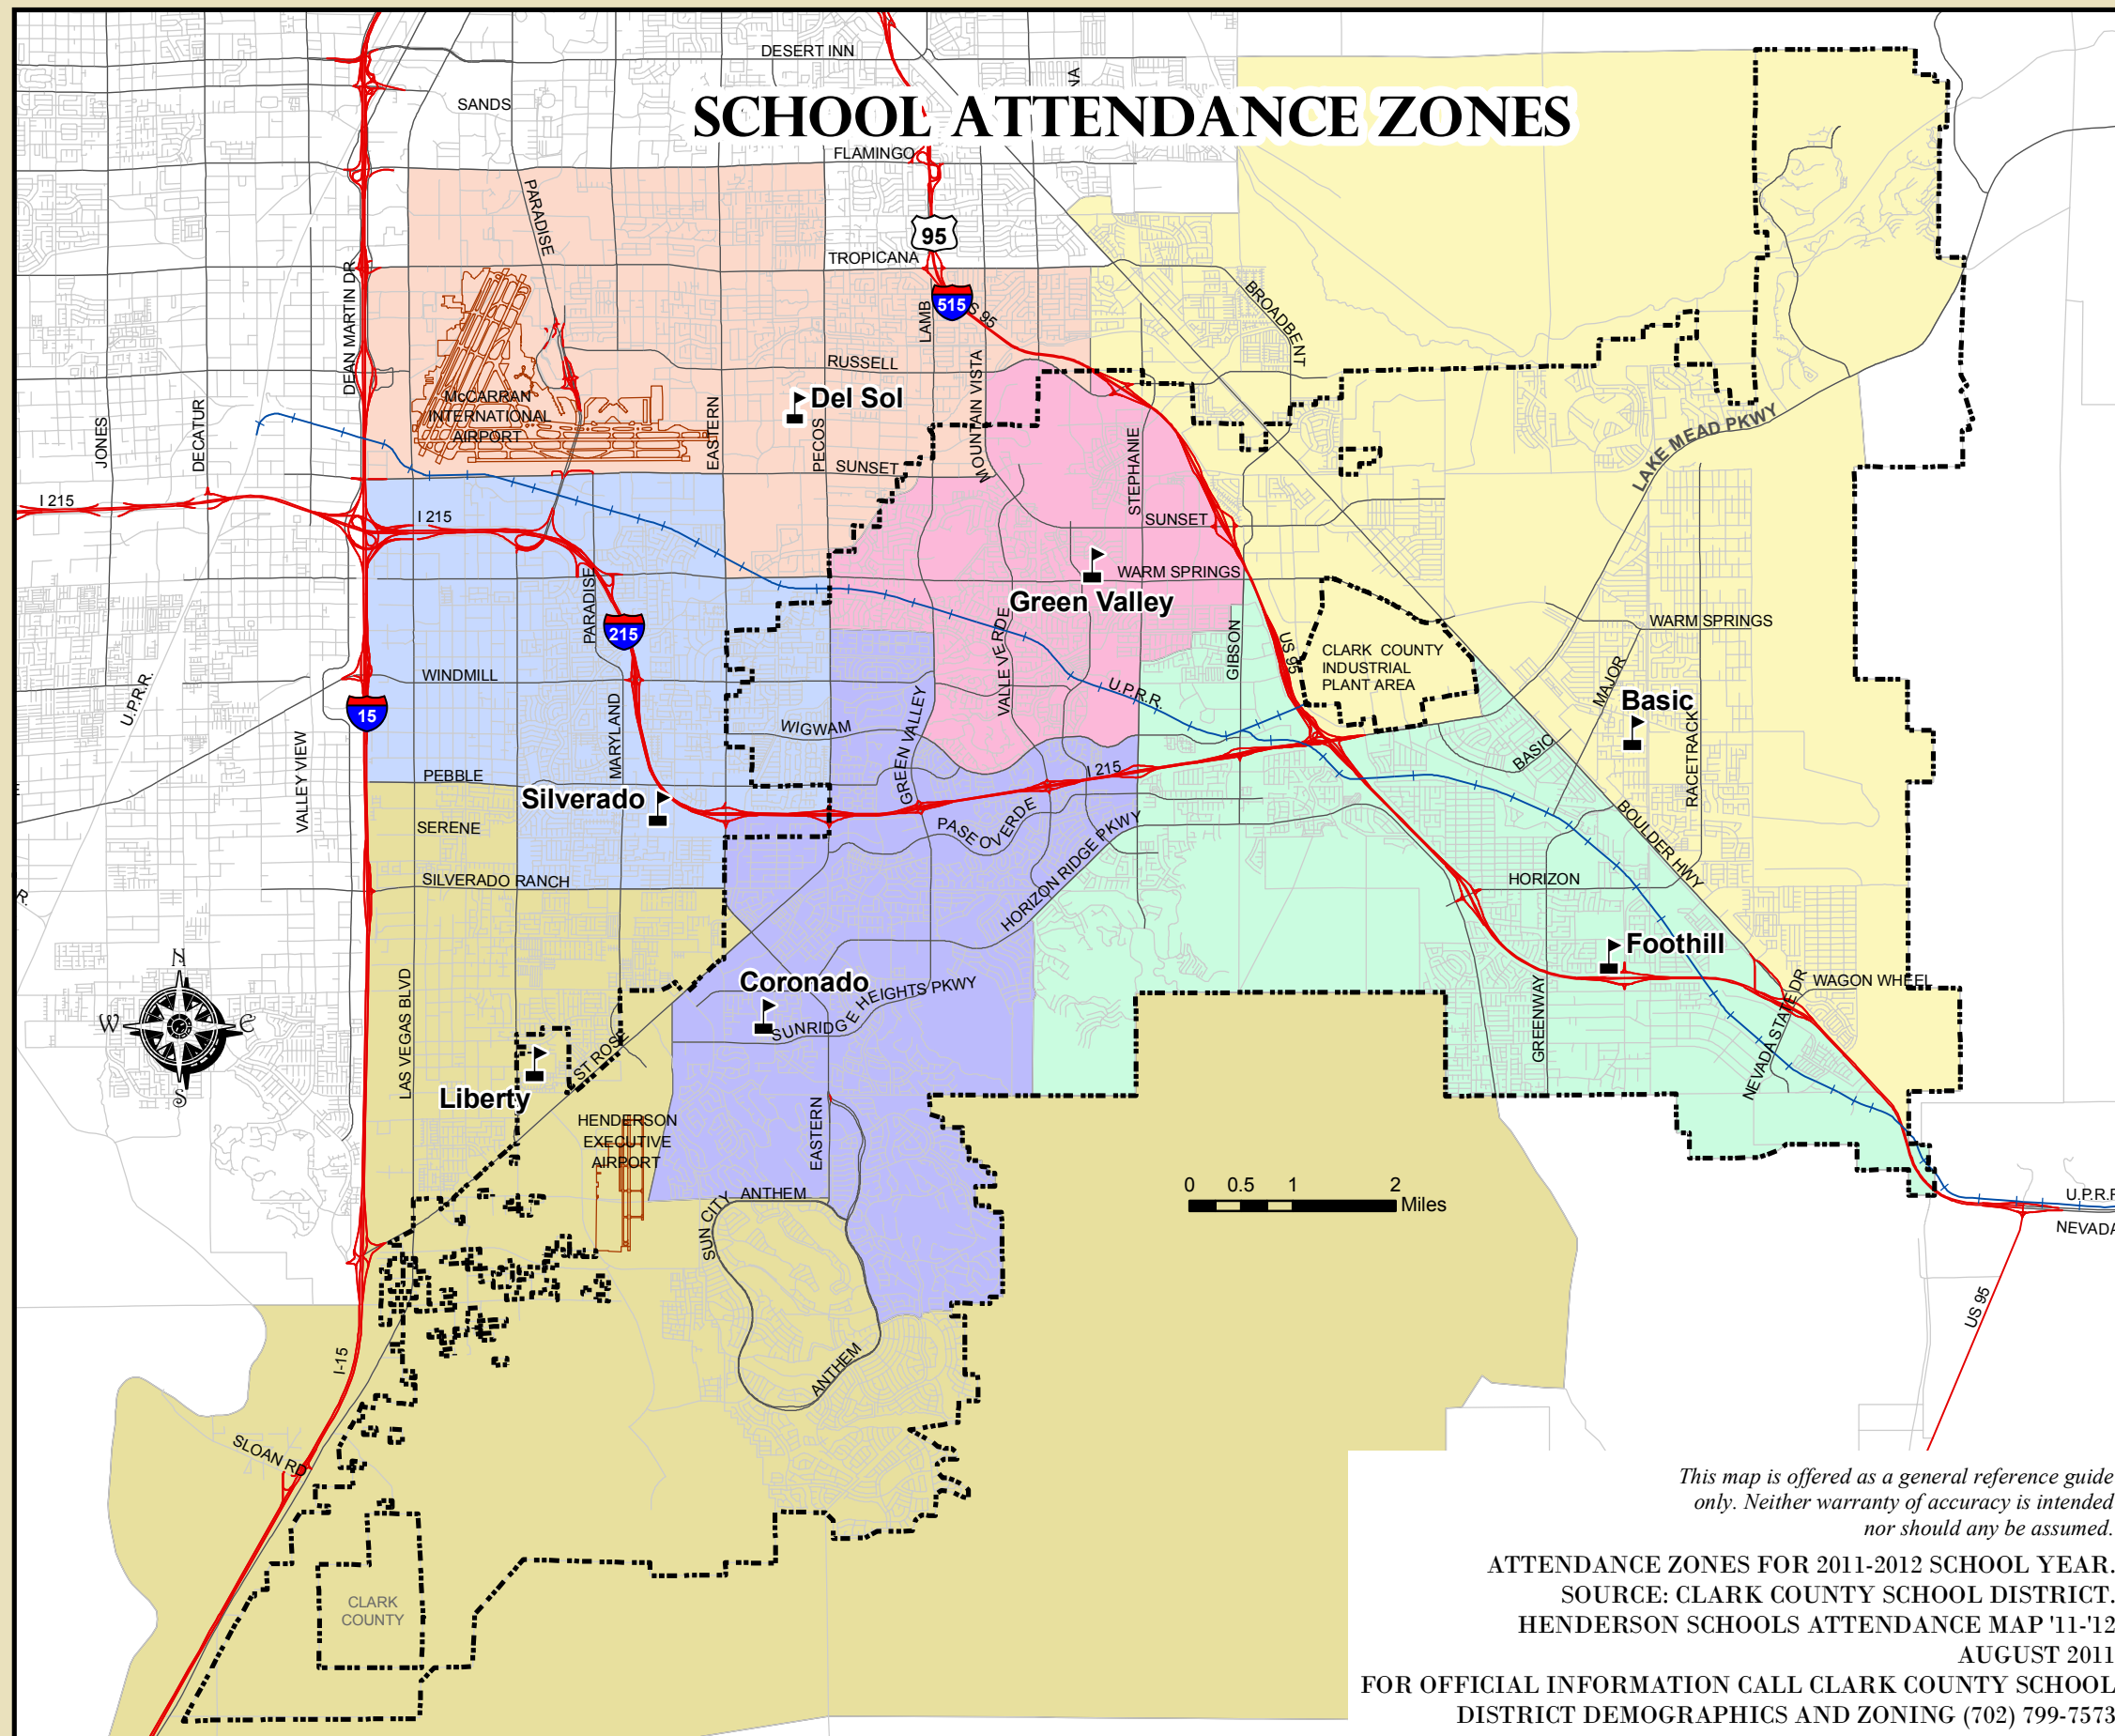 SCHOOL ATTENDANCE ZONES
DESERT INN
SANDS
FLAMINGO
PARADISE
95
TROPICANA
DEAN MARTIN DR
LAMB
515
S 95
BROADBENT
RUSSELL
MOUNTAIN VISTA
Del Sol
McCARRAN
INTERNATIONAL
AIRPORT
JONES
DECATUR
EASTERN
PECOS
SUNSET
STEPHANIE
LAKE MEAD PKWY
I 215
I 215
SUNSET
WARM SPRINGS
Green Valley
PARADISE
215
VALLE VERDE
GIBSON
US 95
CLARK COUNTY
INDUSTRIAL
PLANT AREA
WARM SPRINGS
MAJOR
Basic
RACETRACK
BASIC
U.P.R.R.
WINDMILL
15
MARYLAND
WIGWAM
GREEN VALLEY
U.P.R.R.
VALLEY VIEW
PEBBLE
I 215
Silverado
SERENE
PASE OVERDE
HORIZON RIDGE PKWY
BOULDER HWY
SILVERADO RANCH
HORIZON
R.
N
W
E
S
Foothill
WAGON WHEEL
LAS VEGAS BLVD
Coronado
SUNRIDGE HEIGHTS PKWY
GREENWAY
NEVADA STATE DR
ST ROSE
Liberty
HENDERSON
EXECUTIVE
AIRPORT
EASTERN
ANTHEM
SUN CITY
ANTHEM
0 0.5 1 2
Miles
U.P.R.R
NEVADA
US 95
I-15
SLOAN RD
CLARK
COUNTY
This map is offered as a general reference guide
only. Neither warranty of accuracy is intended
nor should any be assumed.
ATTENDANCE ZONES FOR 2011-2012 SCHOOL YEAR.
SOURCE: CLARK COUNTY SCHOOL DISTRICT.
HENDERSON SCHOOLS ATTENDANCE MAP '11-'12
AUGUST 2011
FOR OFFICIAL INFORMATION CALL CLARK COUNTY SCHOOL
DISTRICT DEMOGRAPHICS AND ZONING (702) 799-7573